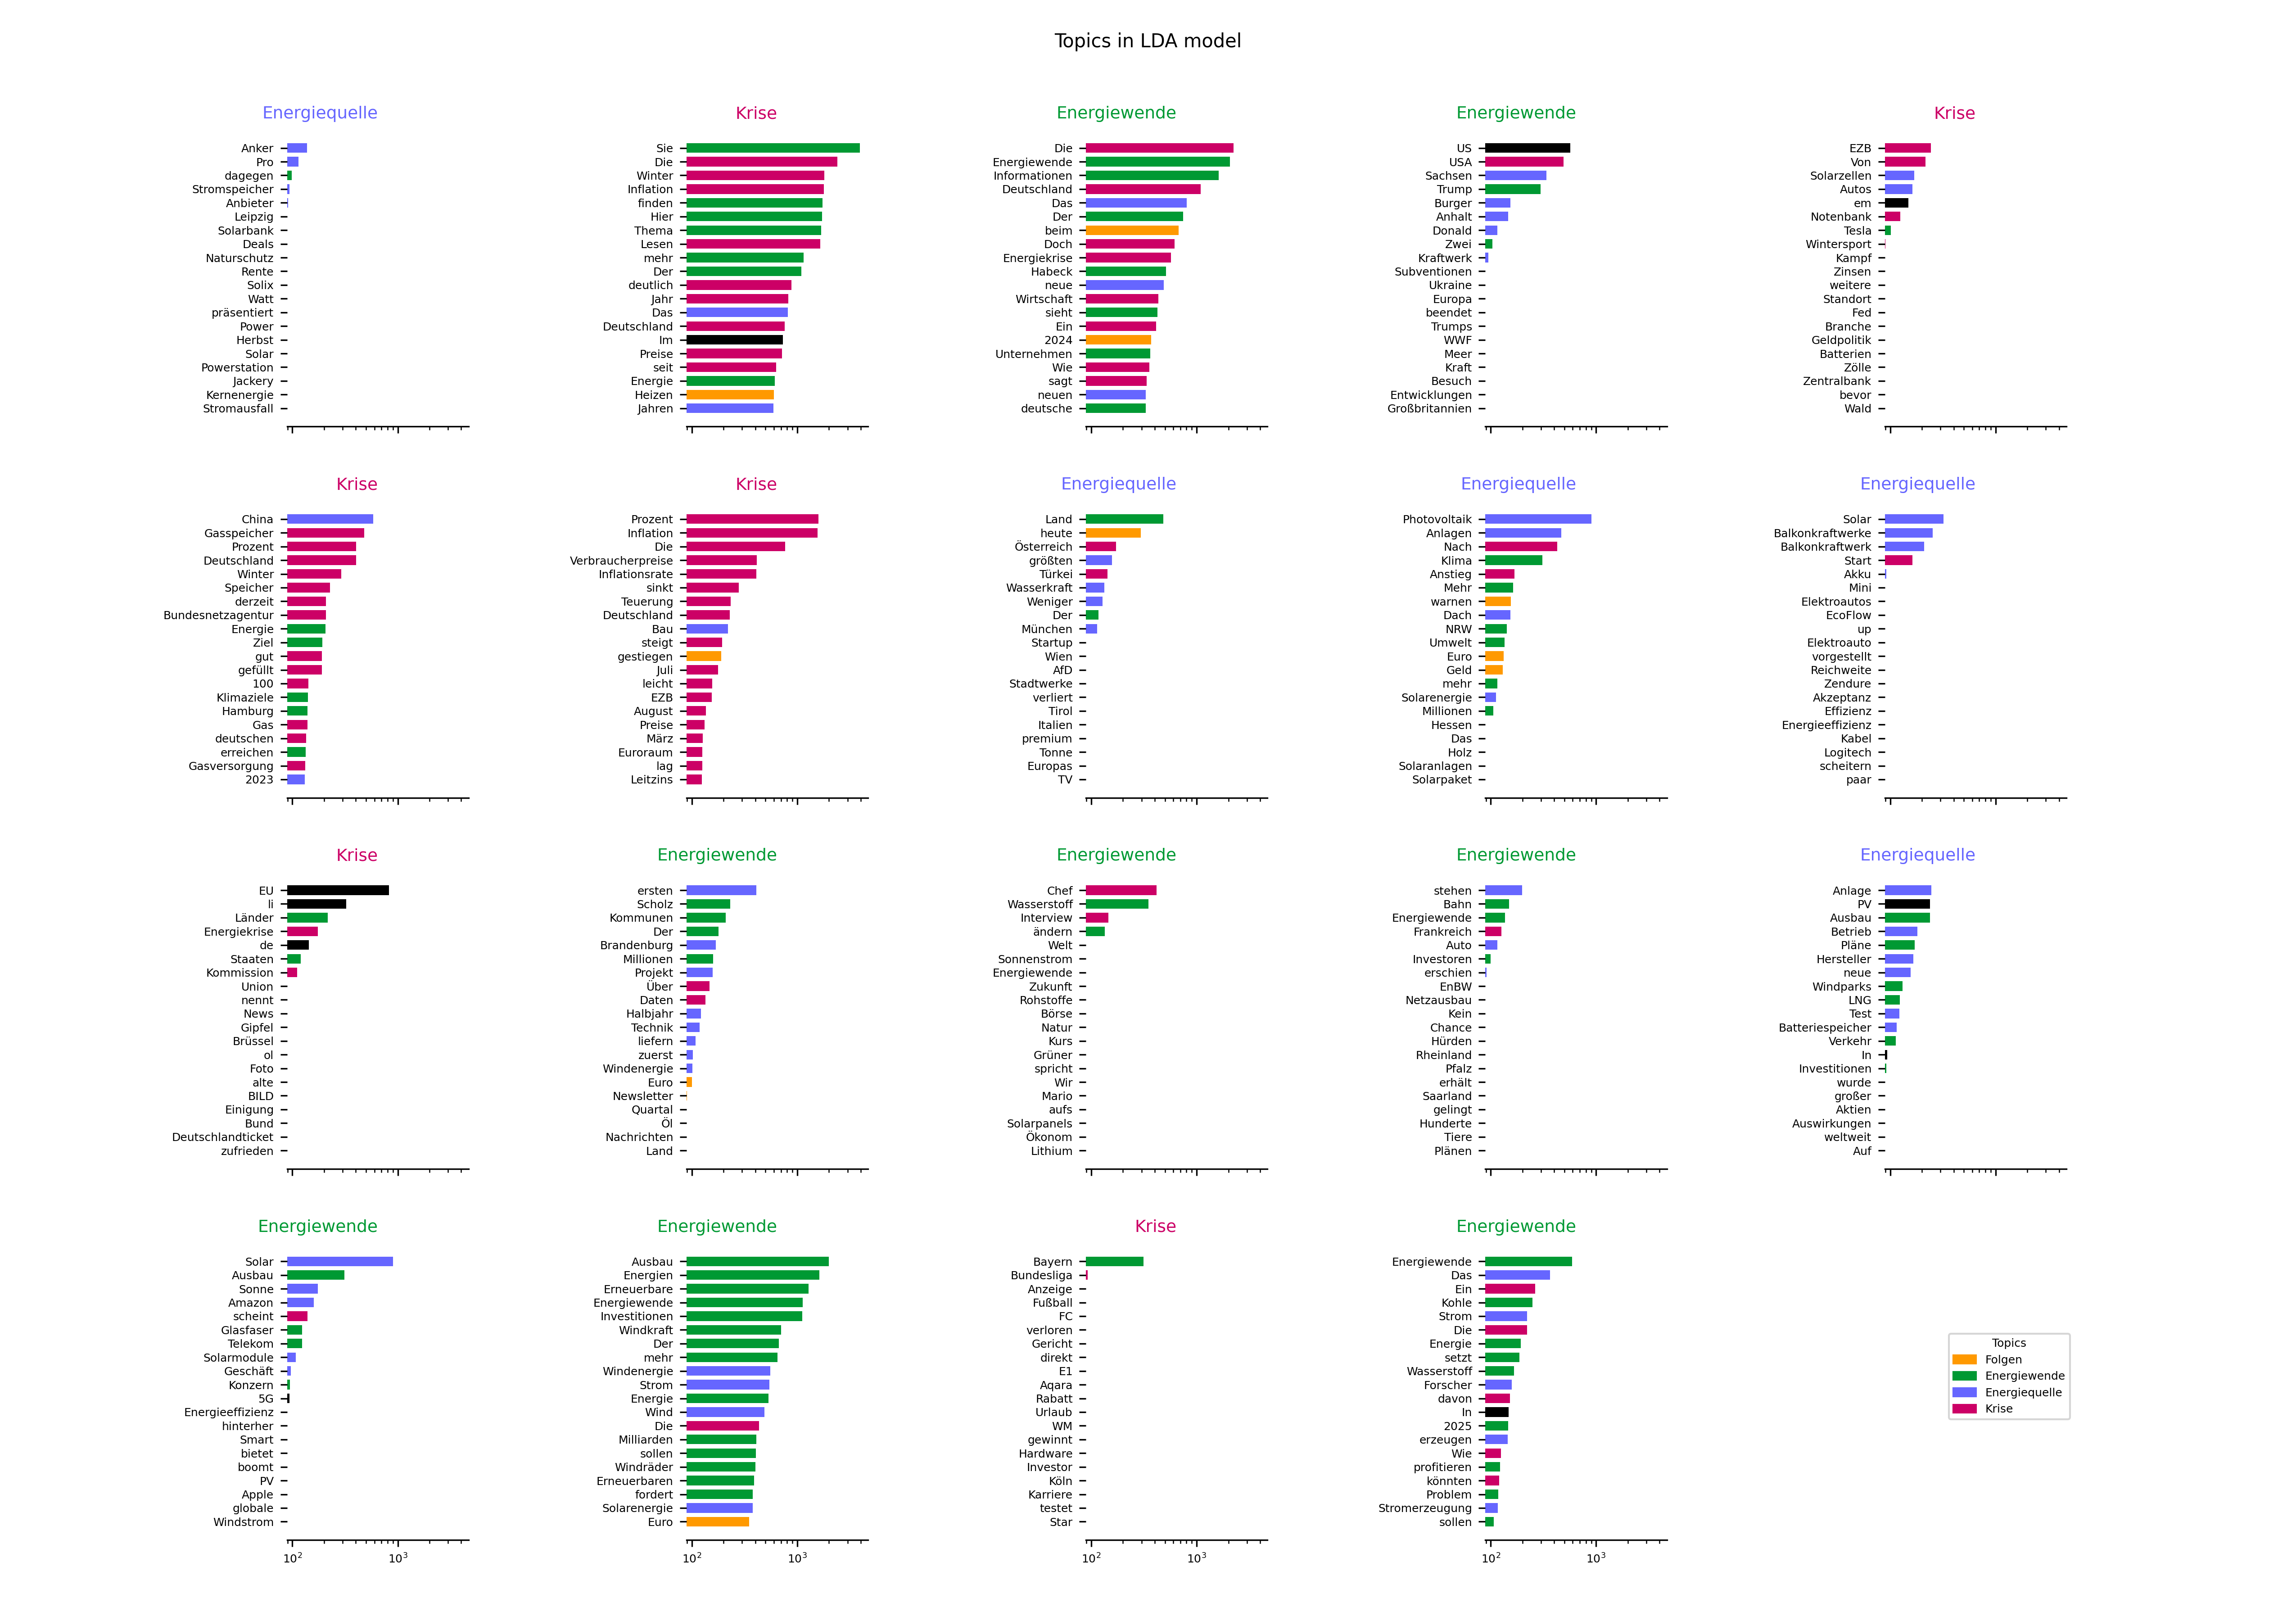 Topics in LDA model
Energiequelle
Anker
Pro
dagegen
Stromspeicher
Anbieter
Leipzig
Solarbank
Deals
Naturschutz
Rente
Solix
Watt
präsentiert
Power
Herbst
Solar
Powerstation
Jackery
Kernenergie
Stromausfall
Krise
Sie
Die
Winter
Inflation
finden
Hier
Thema
Lesen
mehr
Der
deutlich
Jahr
Das
Deutschland
Im
Preise
seit
Energie
Heizen
Jahren
Energiewende
Die
Energiewende
Informationen
Deutschland
Das
Der
beim
Doch
Energiekrise
Habeck
neue
Wirtschaft
sieht
Ein
2024
Unternehmen
Wie
sagt
neuen
deutsche
Energiewende
US
USA
Sachsen
Trump
Burger
Anhalt
Donald
Zwei
Kraftwerk
Subventionen
Ukraine
Europa
beendet
Trumps
WWF
Meer
Kraft
Besuch
Entwicklungen
Großbritannien
Krise
EZB
Von
Solarzellen
Autos
em
Notenbank
Tesla
Wintersport
Kampf
Zinsen
weitere
Standort
Fed
Branche
Geldpolitik
Batterien
Zölle
Zentralbank
bevor
Wald
Krise
China
Gasspeicher
Prozent
Deutschland
Winter
Speicher
derzeit
Bundesnetzagentur
Energie
Ziel
gut
gefüllt
100
Klimaziele
Hamburg
Gas
deutschen
erreichen
Gasversorgung
2023
Krise
Prozent
Inflation
Die
Verbraucherpreise
Inflationsrate
sinkt
Teuerung
Deutschland
Bau
steigt
gestiegen
Juli
leicht
EZB
August
Preise
März
Euroraum
lag
Leitzins
Energiequelle
Land
heute
Österreich
größten
Türkei
Wasserkraft
Weniger
Der
München
Startup
Wien
AfD
Stadtwerke
verliert
Tirol
Italien
premium
Tonne
Europas
TV
Energiequelle
Photovoltaik
Anlagen
Nach
Klima
Anstieg
Mehr
warnen
Dach
NRW
Umwelt
Euro
Geld
mehr
Solarenergie
Millionen
Hessen
Das
Holz
Solaranlagen
Solarpaket
Energiequelle
Solar
Balkonkraftwerke
Balkonkraftwerk
Start
Akku
Mini
Elektroautos
EcoFlow
up
Elektroauto
vorgestellt
Reichweite
Zendure
Akzeptanz
Effizienz
Energieeffizienz
Kabel
Logitech
scheitern
paar
Krise
EU
li
Länder
Energiekrise
de
Staaten
Kommission
Union
nennt
News
Gipfel
Brüssel
ol
Foto
alte
BILD
Einigung
Bund
Deutschlandticket
zufrieden
Energiewende
ersten
Scholz
Kommunen
Der
Brandenburg
Millionen
Projekt
Über
Daten
Halbjahr
Technik
liefern
zuerst
Windenergie
Euro
Newsletter
Quartal
Öl
Nachrichten
Land
Energiewende
Chef
Wasserstoff
Interview
ändern
Welt
Sonnenstrom
Energiewende
Zukunft
Rohstoffe
Börse
Natur
Kurs
Grüner
spricht
Wir
Mario
aufs
Solarpanels
Ökonom
Lithium
Energiewende
stehen
Bahn
Energiewende
Frankreich
Auto
Investoren
erschien
EnBW
Netzausbau
Kein
Chance
Hürden
Rheinland
Pfalz
erhält
Saarland
gelingt
Hunderte
Tiere
Plänen
Energiequelle
Anlage
PV
Ausbau
Betrieb
Pläne
Hersteller
neue
Windparks
LNG
Test
Batteriespeicher
Verkehr
In
Investitionen
wurde
großer
Aktien
Auswirkungen
weltweit
Auf
Energiewende
Solar
Ausbau
Sonne
Amazon
scheint
Glasfaser
Telekom
Solarmodule
Geschäft
Konzern
5G
Energieeffizienz
hinterher
Smart
bietet
boomt
PV
Apple
globale
Windstrom
10² 10³
Energiewende
Ausbau
Energien
Erneuerbare
Energiewende
Investitionen
Windkraft
Der
mehr
Windenergie
Strom
Energie
Wind
Die
Milliarden
sollen
Windräder
Erneuerbaren
fordert
Solarenergie
Euro
10² 10³
Krise
Bayern
Bundesliga
Anzeige
Fußball
FC
verloren
Gericht
direkt
E1
Aqara
Rabatt
Urlaub
WM
gewinnt
Hardware
Investor
Köln
Karriere
testet
Star
10² 10³
Energiewende
Energiewende
Das
Ein
Kohle
Strom
Die
Energie
setzt
Wasserstoff
Forscher
davon
In
2025
erzeugen
Wie
profitieren
könnten
Problem
Stromerzeugung
sollen
10² 10³
Topics
Folgen
Energiewende
Energiequelle
Krise